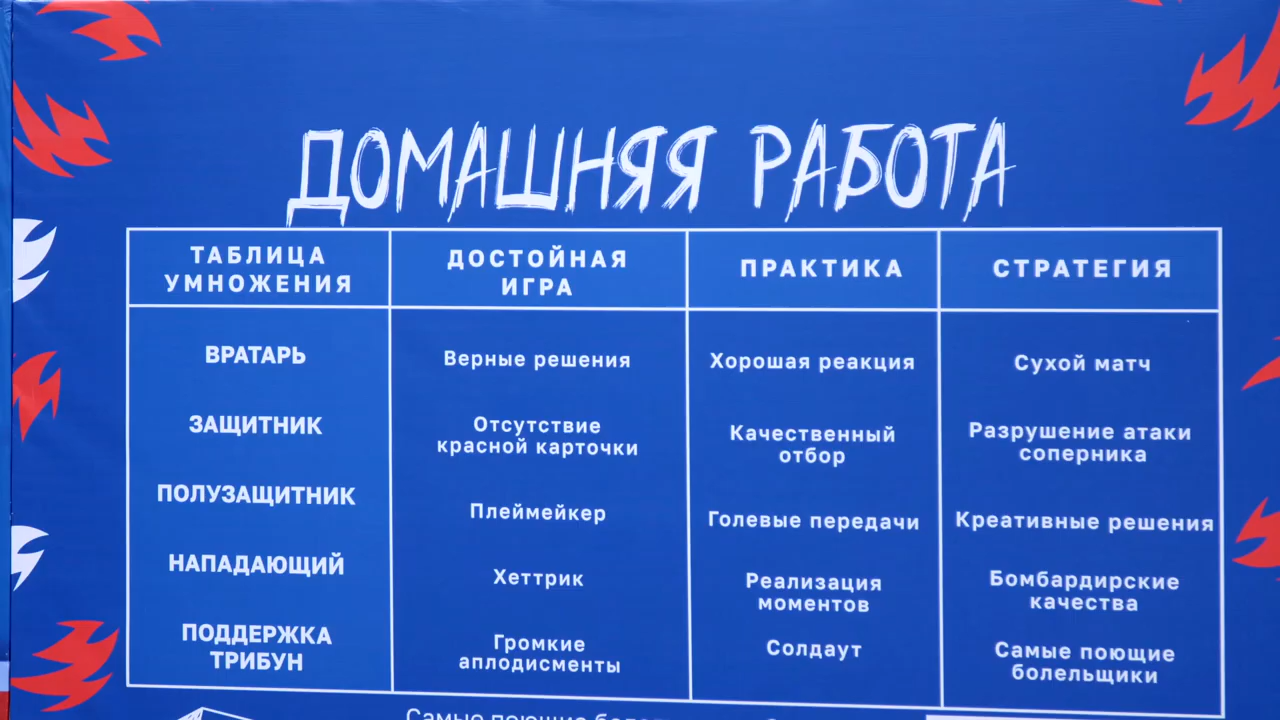 ДОМАШНЯЯ РАБОТА
ТАБЛИЦА
УМНОЖЕНИЯ
ДОСТОЙНАЯ
ИГРА
ПРАКТИКА
СТРАТЕГИЯ
ВРАТАРЬ
Верные решения
Хорошая реакция
Сухой матч
ЗАЩИТНИК
Отсутствие
красной карточки
Качественный
отбор
Разрушение атаки
соперника
ПОЛУЗАЩИТНИК
Плеймейкер
Голевые передачи
Креативные решения
НАПАДАЮЩИЙ
Хеттрик
Реализация
моментов
Бомбардирские
качества
ПОДДЕРЖКА
ТРИБУН
Громкие
аплодисменты
Солдаут
Самые поющие
болельщики
Самые поющие